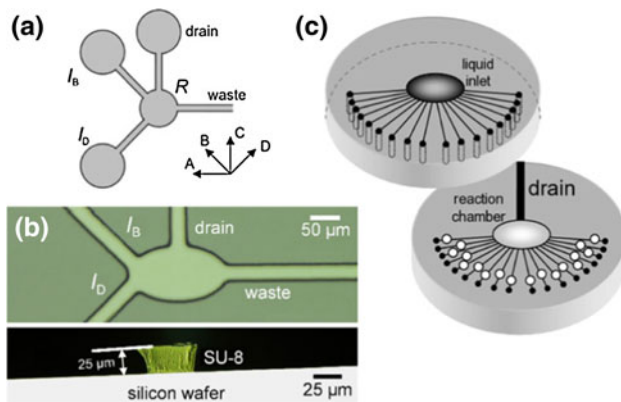 (a)
drain
I_B
R
waste
I_D
A
B
C
D
(b)
I_B
drain
50 μm
I_D
waste
25 μm
SU-8
silicon wafer
25 μm
(c)
liquid
inlet
reaction
chamber
drain